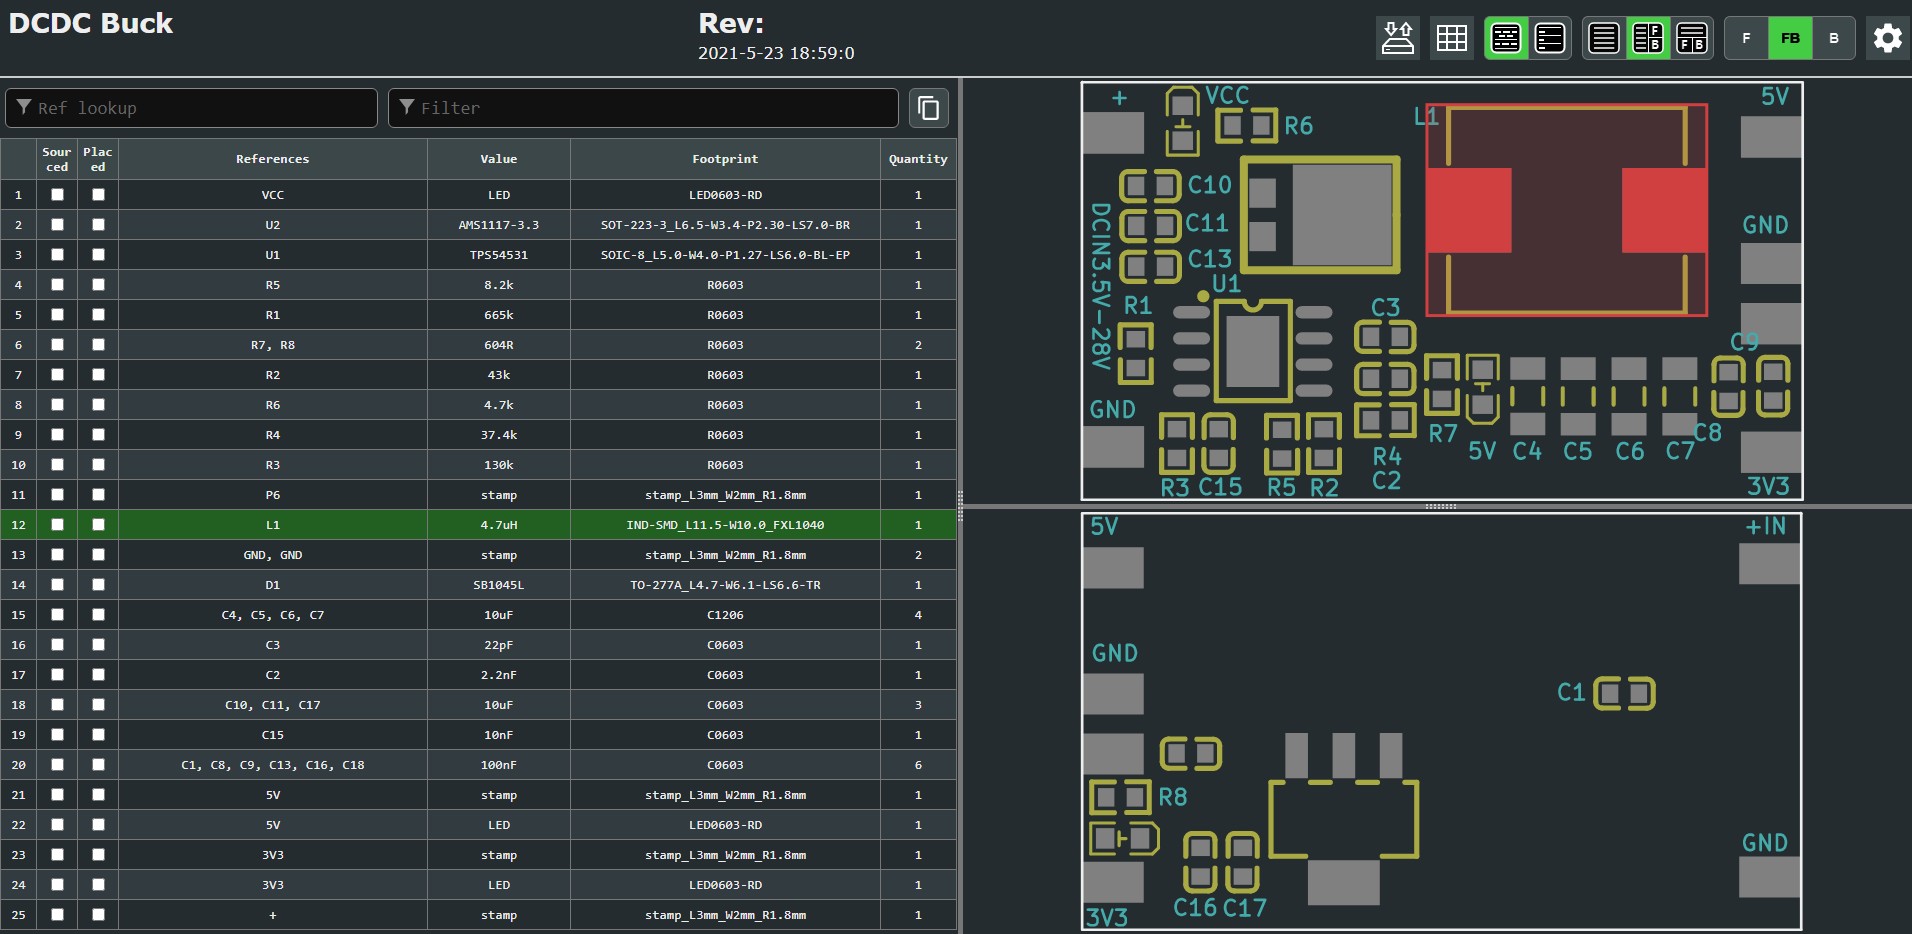 DCDC Buck
Rev:
2021-5-23 18:59:0
F FB B
Ref lookup
Filter
Sourced Placed References Value Footprint Quantity
1 VCC LED LED0603-RD 1
2 U2 AMS1117-3.3 SOT-223-3_L6.5-W3.4-P2.30-LS7.0-BR 1
3 U1 TPS54531 SOIC-8_L5.0-W4.0-P1.27-LS6.0-BL-EP 1
4 R5 8.2k R0603 1
5 R1 665k R0603 1
6 R7, R8 604R R0603 2
7 R2 43k R0603 1
8 R6 4.7k R0603 1
9 R4 37.4k R0603 1
10 R3 130k R0603 1
11 P6 stamp stamp_L3mm_W2mm_R1.8mm 1
12 L1 4.7uH IND-SMD_L11.5-W10.0_FXL1040 1
13 GND, GND stamp stamp_L3mm_W2mm_R1.8mm 2
14 D1 SB1045L TO-277A_L4.7-W6.1-LS6.6-TR 1
15 C4, C5, C6, C7 10uF C1206 4
16 C3 22pF C0603 1
17 C2 2.2nF C0603 1
18 C10, C11, C17 10uF C0603 3
19 C15 10nF C0603 1
20 C1, C8, C9, C13, C16, C18 100nF C0603 6
21 5V stamp stamp_L3mm_W2mm_R1.8mm 1
22 5V LED LED0603-RD 1
23 3V3 stamp stamp_L3mm_W2mm_R1.8mm 1
24 3V3 LED LED0603-RD 1
25 + stamp stamp_L3mm_W2mm_R1.8mm 1
+ VCC L1 5V
R6
C10
C11 GND
DCIN3.5V-28V
C13
U1
R1 C3
C9
GND
R7 C8
5V C4 C5 C6 C7
R4
C2
R3 C15 R5 R2 3V3
5V +IN
GND
C1
R8
GND
C16 C17
3V3